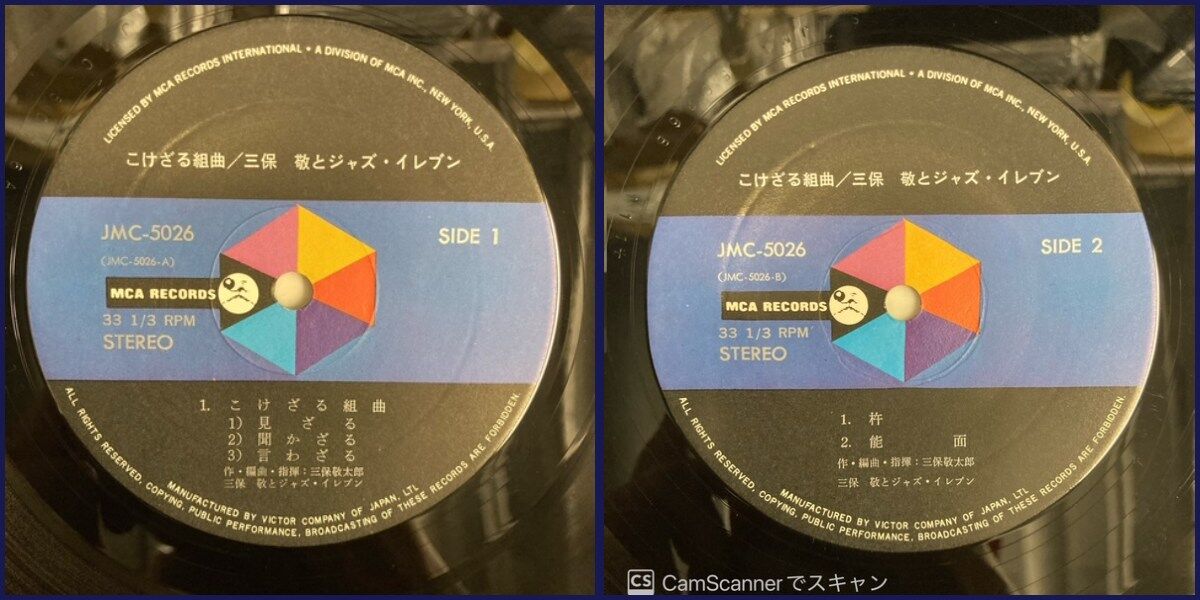 LICENSED BY MCA RECORDS INTERNATIONAL • A DIVISION OF MCA INC., NEW YORK, U.S.A.
こけざる組曲／三保 敬とジャズ・イレブン
JMC-5026
(JMC-5026-A)
SIDE 1
MCA RECORDS
33 1/3 RPM
STEREO
1. こけざる組曲
1) 見ざる
2) 聞かざる
3) 言わざる
作・編曲・指揮：三保敬太郎
三保 敬とジャズ・イレブン
MANUFACTURED BY VICTOR COMPANY OF JAPAN, LTD.
ALL RIGHTS RESERVED, COPYING, PUBLIC PERFORMANCE, BROADCASTING OF THESE RECORDS ARE FORBIDDEN.
LICENSED BY MCA RECORDS INTERNATIONAL • A DIVISION OF MCA INC., NEW YORK, U.S.A.
こけざる組曲／三保 敬とジャズ・イレブン
JMC-5026
(JMC-5026-B)
SIDE 2
MCA RECORDS
33 1/3 RPM
STEREO
1. 杵
2. 能面
作・編曲・指揮：三保敬太郎
三保 敬とジャズ・イレブン
MANUFACTURED BY VICTOR COMPANY OF JAPAN, LTD.
ALL RIGHTS RESERVED, COPYING, PUBLIC PERFORMANCE, BROADCASTING OF THESE RECORDS ARE FORBIDDEN.
CS CamScannerでスキャン